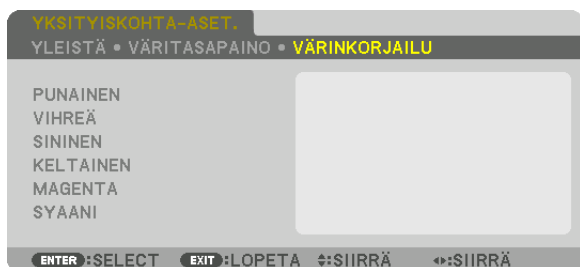 YKSITYISKOHTA-ASET.
YLEISTÄ • VÄRITASAPAINO • VÄRINKORJAILU
PUNAINEN
VIHREÄ
SININEN
KELTAINEN
MAGENTA
SYAANI
ENTER:SELECT EXIT:LOPETA :SIIRRÄ :SIIRRÄ